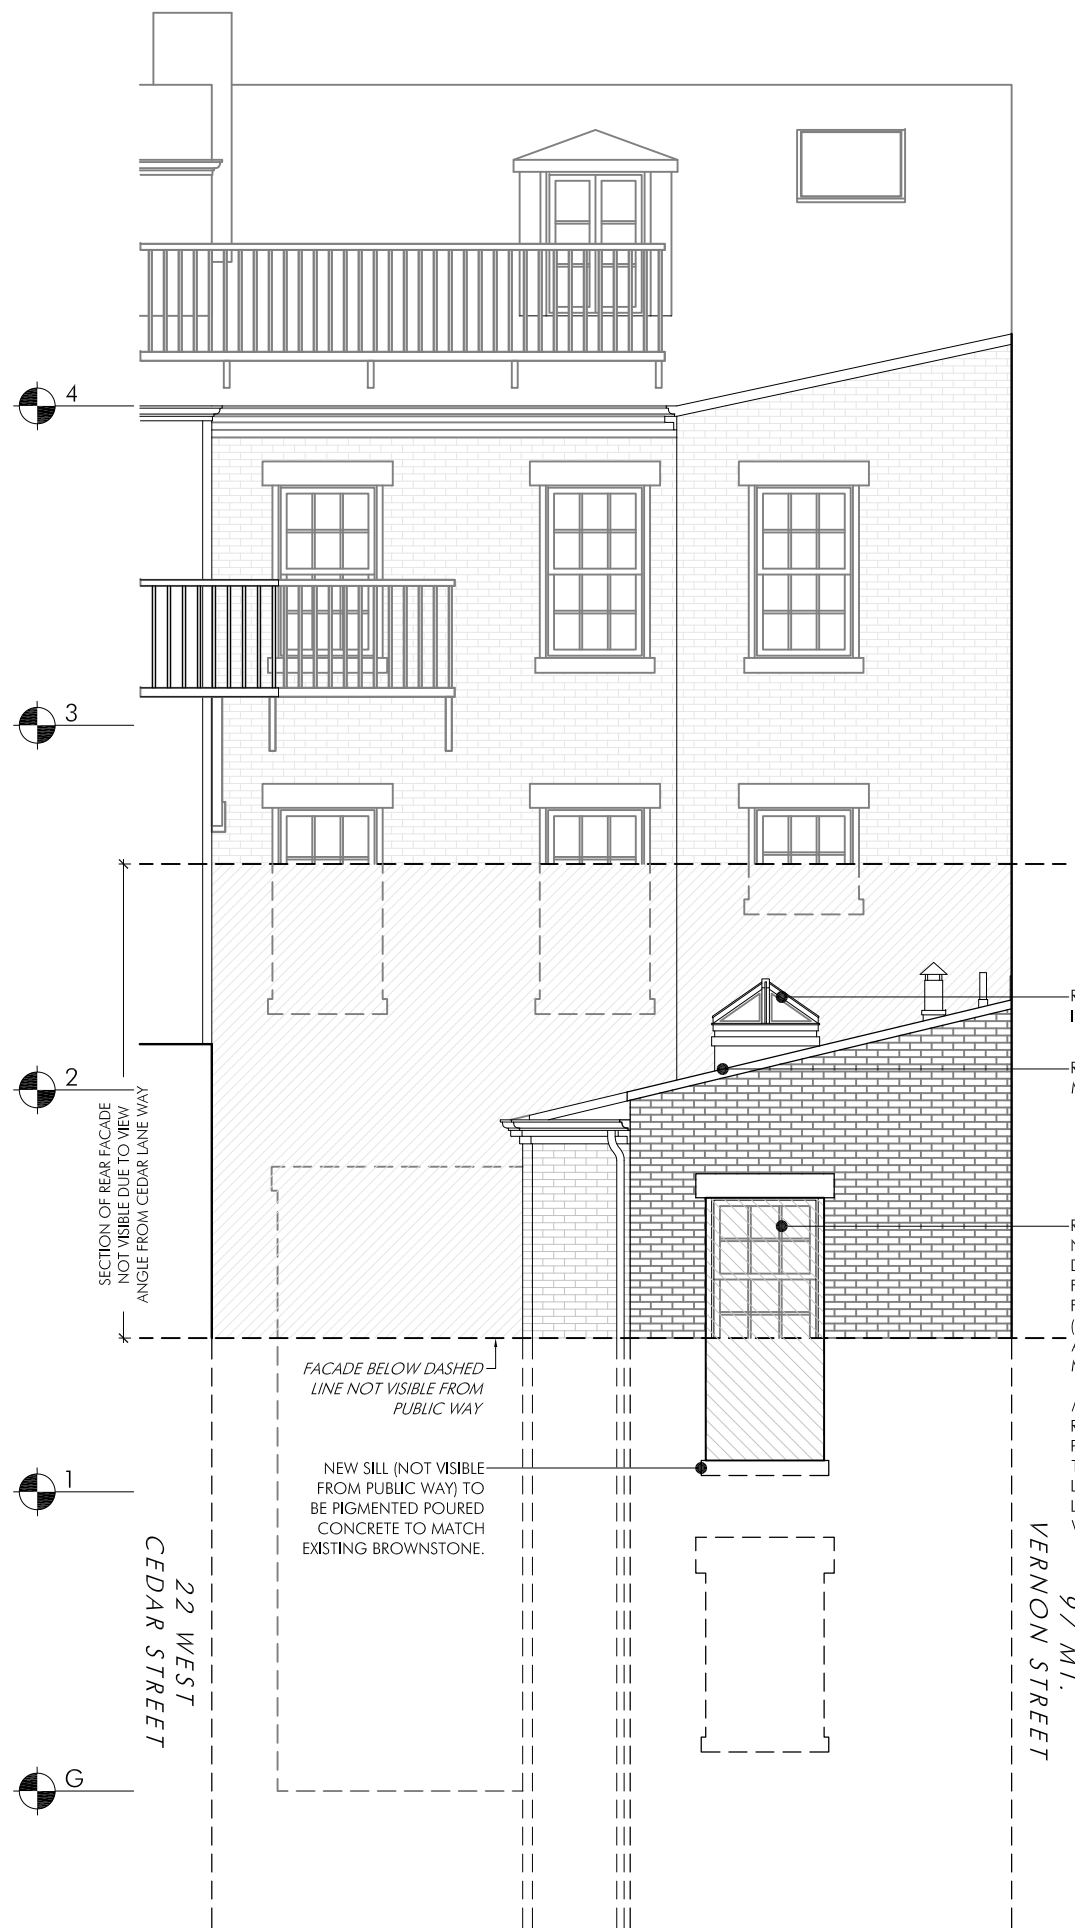 4
3
2
SECTION OF REAR FACADE
NOT VISIBLE DUE TO VIEW
ANGLE FROM CEDAR LANE WAY
FACADE BELOW DASHED
LINE NOT VISIBLE FROM
PUBLIC WAY
NEW SILL (NOT VISIBLE
FROM PUBLIC WAY) TO
BE PIGMENTED POURED
CONCRETE TO MATCH
EXISTING BROWNSTONE.
1
G
22 WEST
CEDAR STREET
97 MT.
VERNON STREET